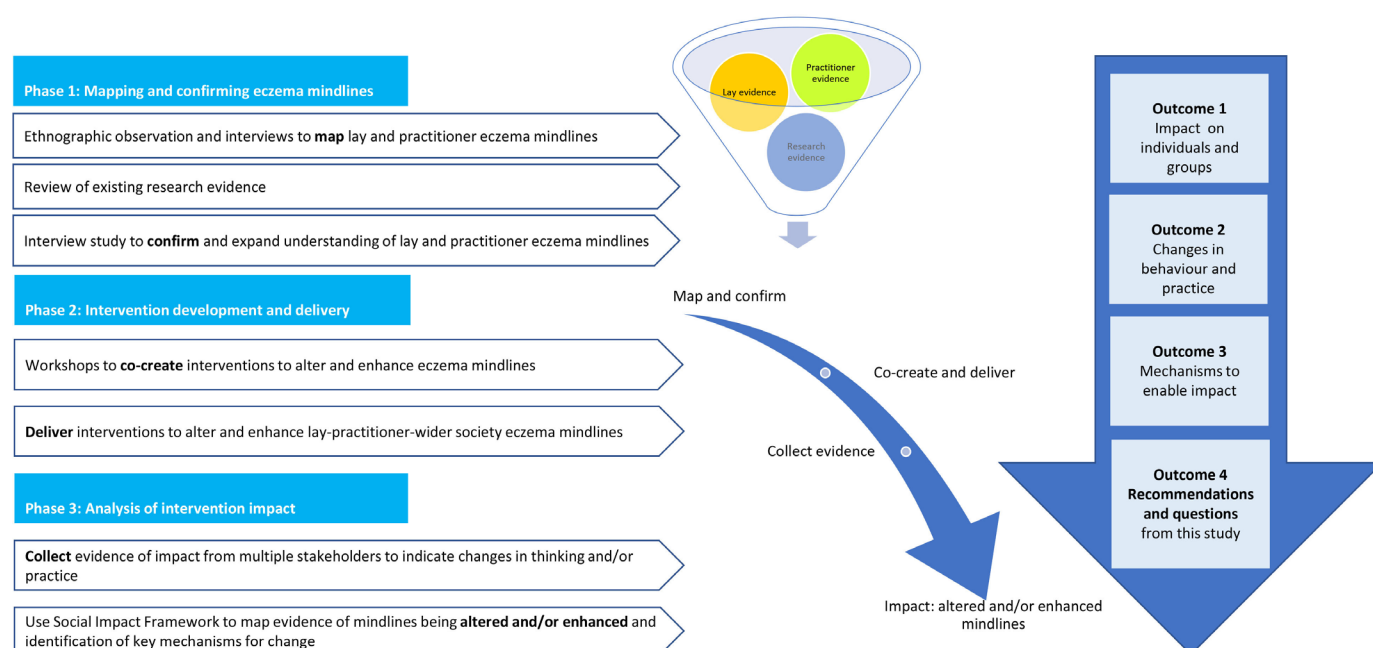 Phase 1: Mapping and confirming eczema mindlines
Ethnographic observation and interviews to map lay and practitioner eczema mindlines
Review of existing research evidence
Interview study to confirm and expand understanding of lay and practitioner eczema mindlines
Phase 2: Intervention development and delivery
Workshops to co-create interventions to alter and enhance eczema mindlines
Deliver interventions to alter and enhance lay-practitioner-wider society eczema mindlines
Phase 3: Analysis of intervention impact
Collect evidence of impact from multiple stakeholders to indicate changes in thinking and/or
practice
Use Social Impact Framework to map evidence of mindlines being altered and/or enhanced and
identification of key mechanisms for change
Practitioner
evidence
Lay evidence
Research
evidence
Map and confirm
Co-create and deliver
Collect evidence
Impact: altered and/or enhanced
mindlines
Outcome 1
Impact on
individuals and
groups
Outcome 2
Changes in
behaviour and
practice
Outcome 3
Mechanisms to
enable impact
Outcome 4
Recommendations
and questions
from this study